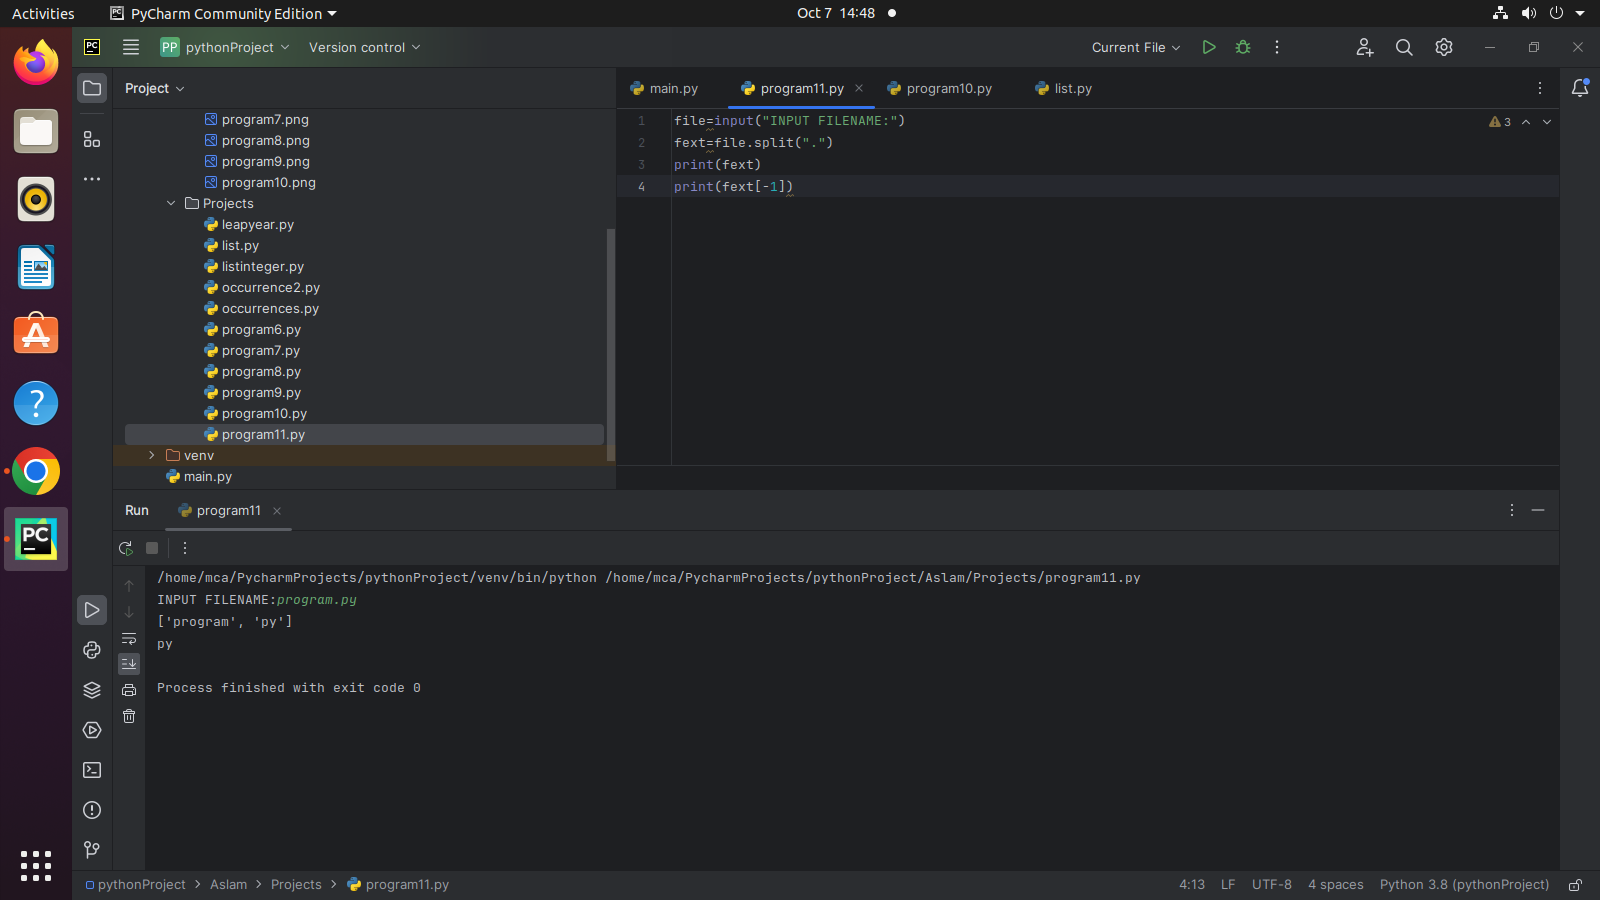 Activities
PyCharm Community Edition
Oct 7 14:48
PC
PP pythonProject
Version control
Current File
Project
main.py
program11.py
program10.py
list.py
program7.png
program8.png
program9.png
program10.png
Projects
leapyear.py
list.py
listinteger.py
occurrence2.py
occurrences.py
program6.py
program7.py
program8.py
program9.py
program10.py
program11.py
venv
main.py
1 file=input("INPUT FILENAME:")
2 fext=file.split(".")
3 print(fext)
4 print(fext[-1])
3
PC
Run
program11
/home/mca/PycharmProjects/pythonProject/venv/bin/python /home/mca/PycharmProjects/pythonProject/Aslam/Projects/program11.py
INPUT FILENAME:program.py
['program', 'py']
py
Process finished with exit code 0
pythonProject > Aslam > Projects > program11.py
4:13 LF UTF-8 4 spaces Python 3.8 (pythonProject)